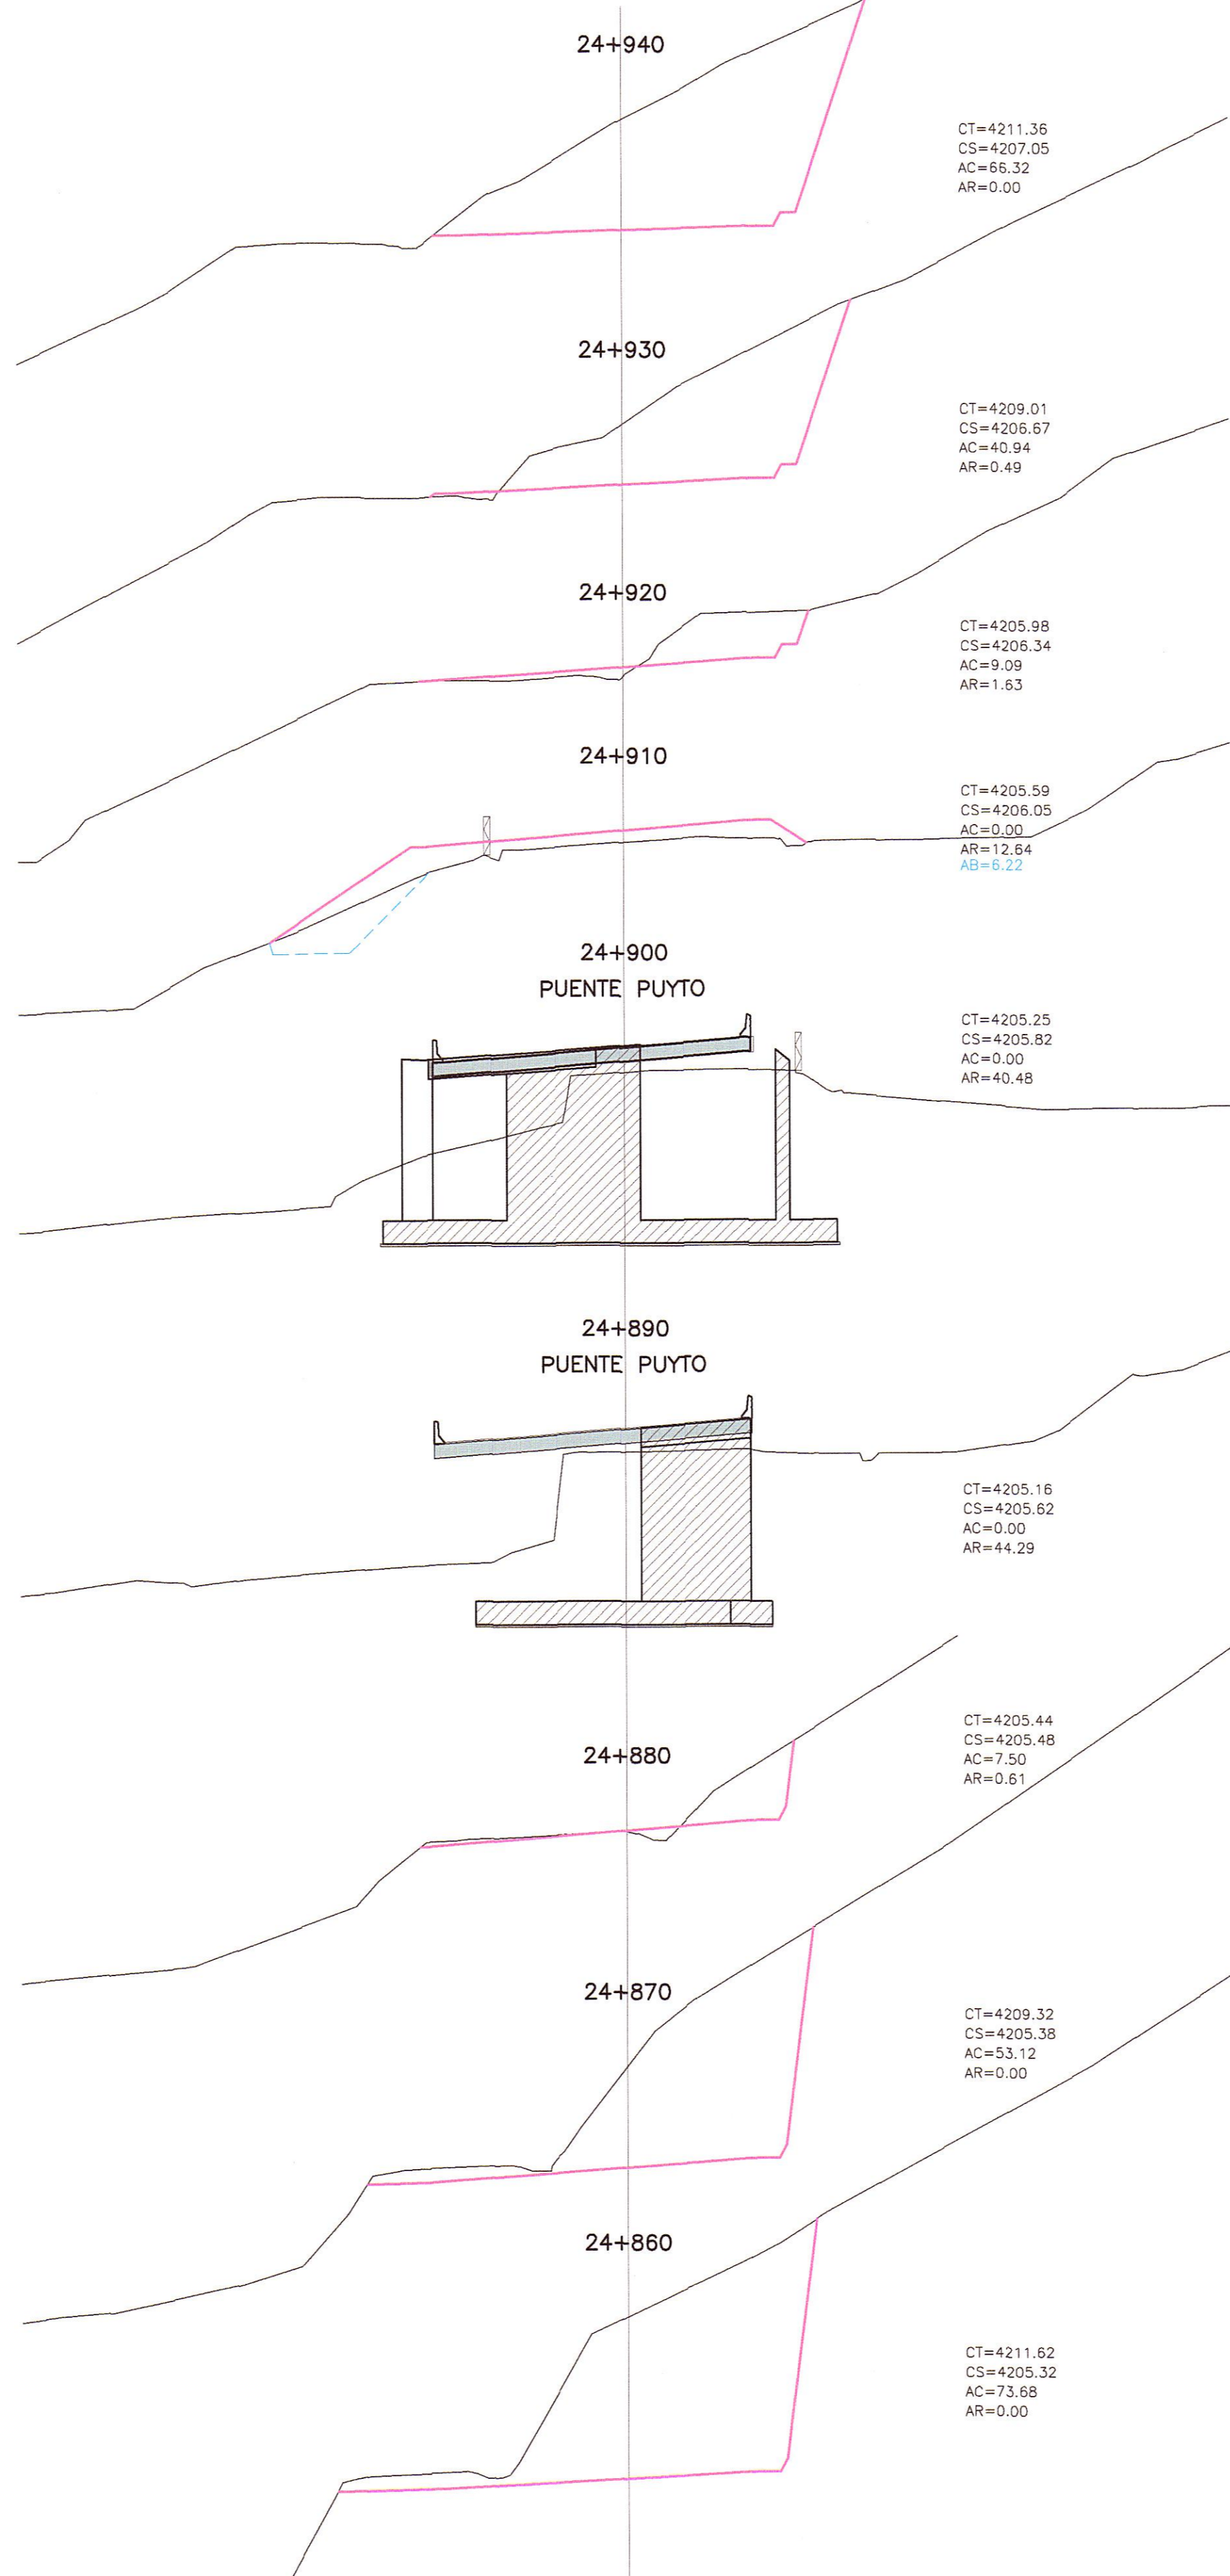 24+940
CT=4211.36
CS=4207.05
AC=66.32
AR=0.00
24+930
CT=4209.01
CS=4206.67
AC=40.94
AR=0.49
24+920
CT=4205.98
CS=4206.34
AC=9.09
AR=1.63
24+910
CT=4205.59
CS=4206.05
AC=0.00
AR=12.64
AB=6.22
24+900
PUENTE PUYTO
CT=4205.25
CS=4205.82
AC=0.00
AR=40.48
24+890
PUENTE PUYTO
CT=4205.16
CS=4205.62
AC=0.00
AR=44.29
24+880
CT=4205.44
CS=4205.48
AC=7.50
AR=0.61
24+870
CT=4209.32
CS=4205.38
AC=53.12
AR=0.00
24+860
CT=4211.62
CS=4205.32
AC=73.68
AR=0.00